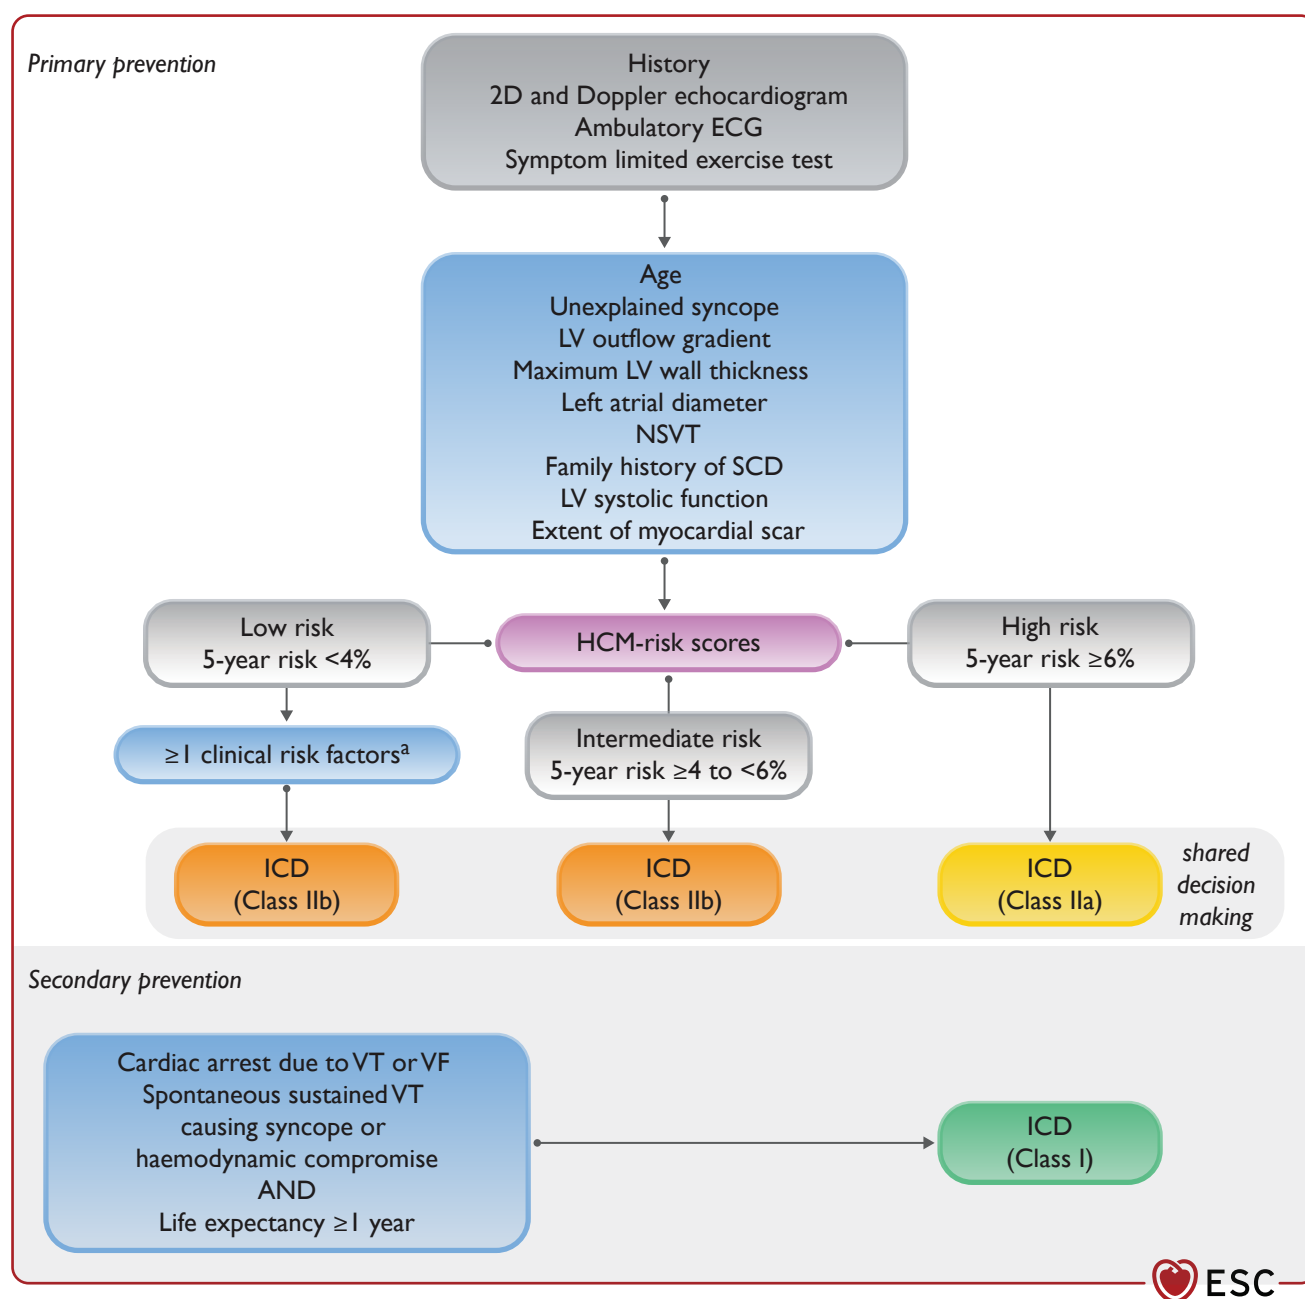 Primary prevention
History
2D and Doppler echocardiogram
Ambulatory ECG
Symptom limited exercise test
Age
Unexplained syncope
LV outflow gradient
Maximum LV wall thickness
Left atrial diameter
NSVT
Family history of SCD
LV systolic function
Extent of myocardial scar
Low risk
5-year risk <4%
HCM-risk scores
High risk
5-year risk ≥6%
≥1 clinical risk factorsᵃ
Intermediate risk
5-year risk ≥4 to <6%
ICD
(Class IIb)
ICD
(Class IIb)
ICD
(Class IIa)
shared
decision
making
Secondary prevention
Cardiac arrest due to VT or VF
Spontaneous sustained VT
causing syncope or
haemodynamic compromise
AND
Life expectancy ≥1 year
ICD
(Class I)
ESC